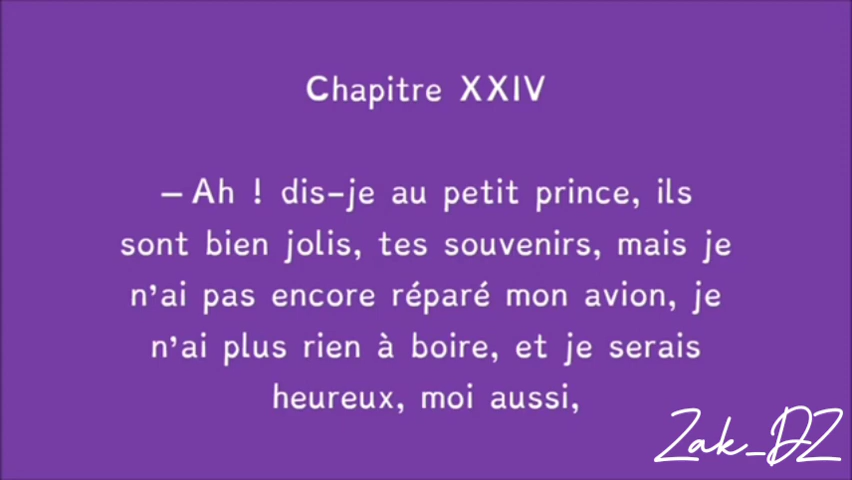 Chapitre XXIV
— Ah ! dis-je au petit prince, ils
sont bien jolis, tes souvenirs, mais je
n’ai pas encore réparé mon avion, je
n’ai plus rien à boire, et je serais
heureux, moi aussi,
Zak_DZ